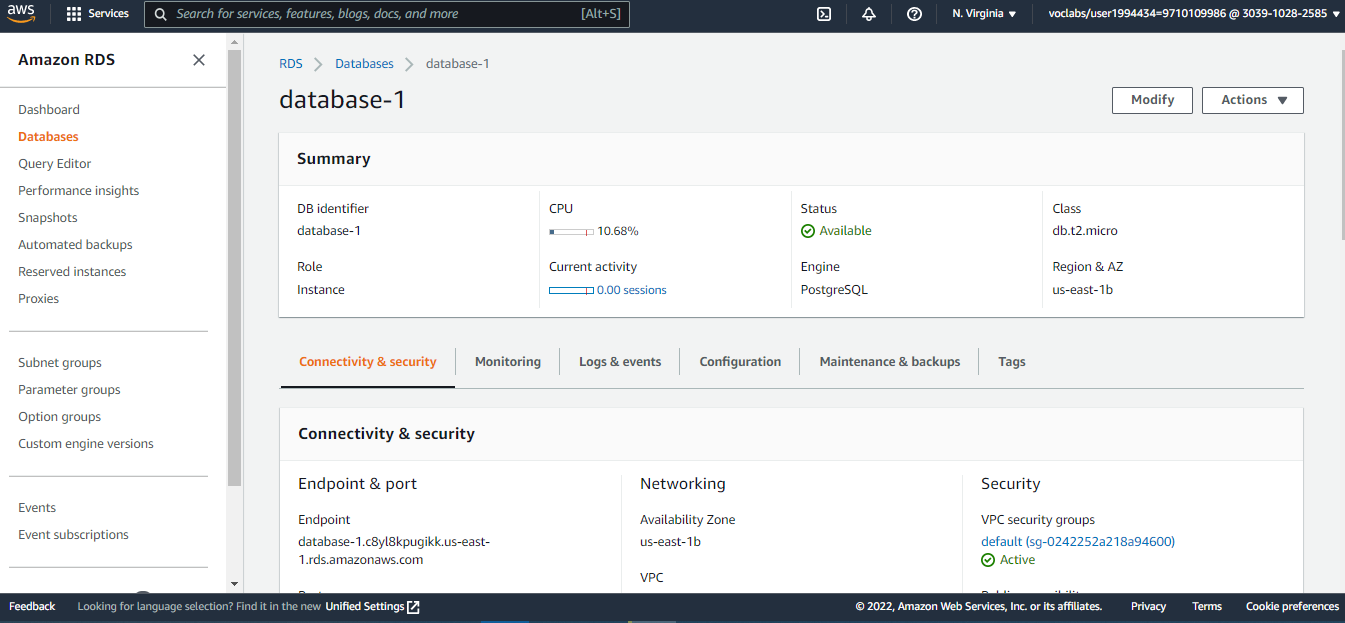 aws
Services
Search for services, features, blogs, docs, and more
[Alt+S]
N. Virginia
voclabs/user1994434=9710109986 @ 3039-1028-2585
Amazon RDS
Dashboard
Databases
Query Editor
Performance insights
Snapshots
Automated backups
Reserved instances
Proxies
Subnet groups
Parameter groups
Option groups
Custom engine versions
Events
Event subscriptions
RDS
Databases
database-1
database-1
Modify
Actions
Summary
DB identifier
database-1
CPU
10.68%
Status
Available
Class
db.t2.micro
Role
Instance
Current activity
0.00 sessions
Engine
PostgreSQL
Region & AZ
us-east-1b
Connectivity & security
Monitoring
Logs & events
Configuration
Maintenance & backups
Tags
Connectivity & security
Endpoint & port
Endpoint
database-1.c8yl8kpugikk.us-east-
1.rds.amazonaws.com
Networking
Availability Zone
us-east-1b
VPC
Security
VPC security groups
default (sg-0242252a218a94600)
Active
Feedback
Looking for language selection? Find it in the new Unified Settings
© 2022, Amazon Web Services, Inc. or its affiliates.
Privacy
Terms
Cookie preferences